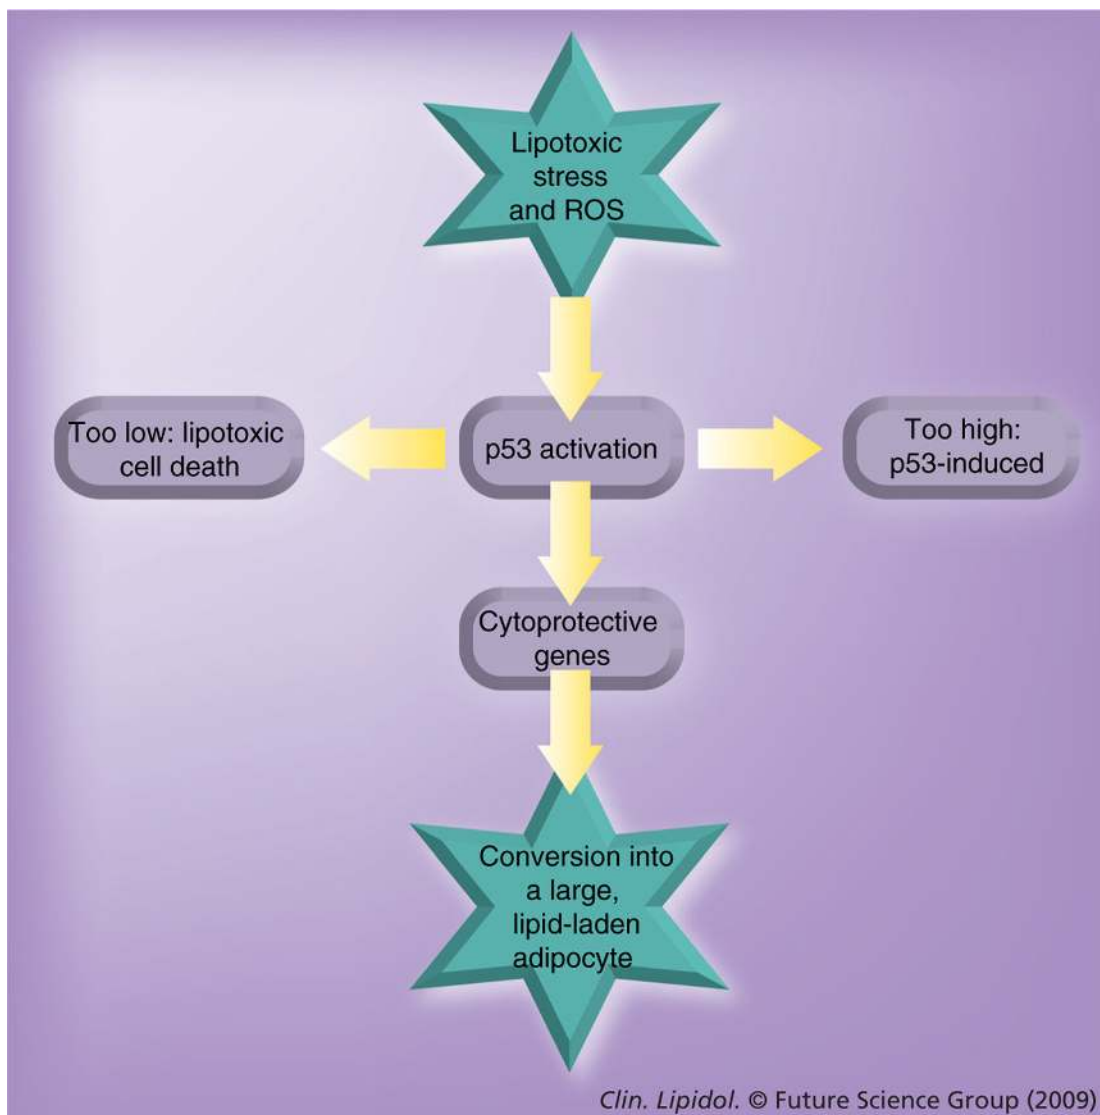 Lipotoxic
stress
and ROS
Too low: lipotoxic
cell death
p53 activation
Too high:
p53-induced
Cytoprotective
genes
Conversion into
a large,
lipid-laden
adipocyte
Clin. Lipidol. © Future Science Group (2009)